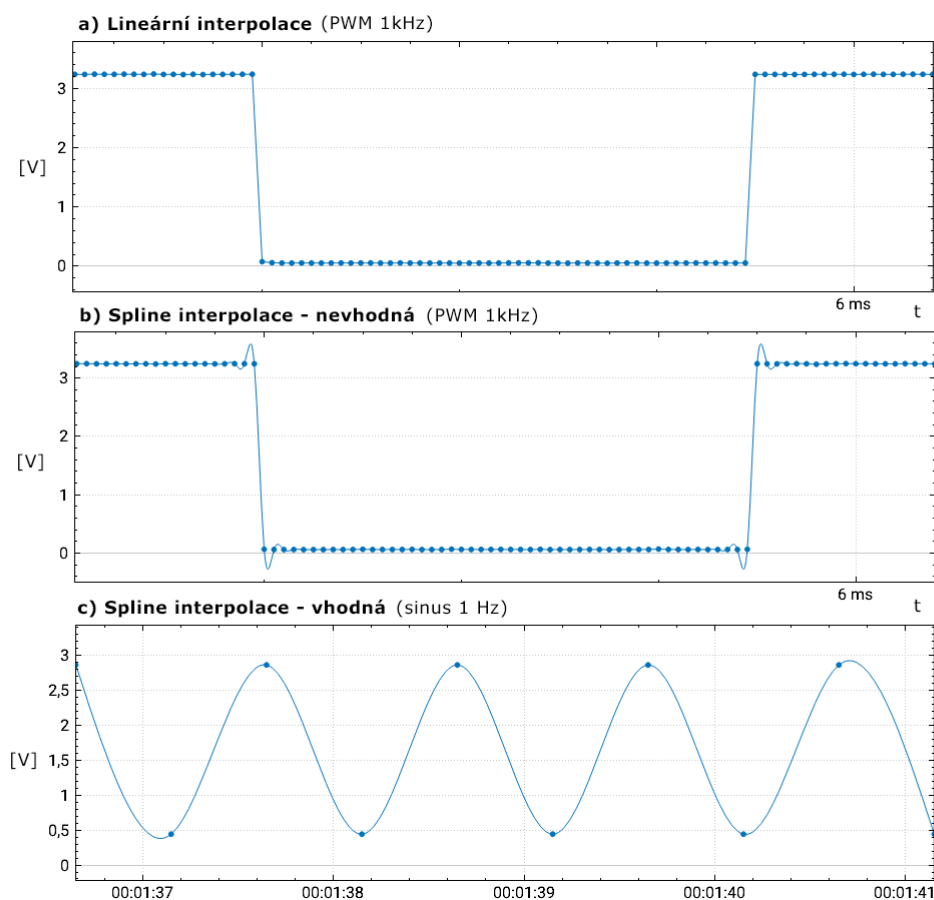 a) Lineární interpolace (PWM 1kHz)
3
2
[V]
1
0
6 ms t
b) Spline interpolace - nevhodná (PWM 1kHz)
3
2
[V]
1
0
6 ms t
c) Spline interpolace - vhodná (sinus 1 Hz)
3
2,5
2
[V] 1,5
1
0,5
0
00:01:37 00:01:38 00:01:39 00:01:40 00:01:41